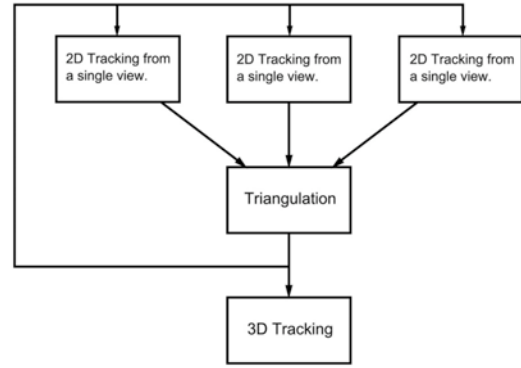 2D Tracking from
a single view.
2D Tracking from
a single view.
2D Tracking from
a single view.
Triangulation
3D Tracking